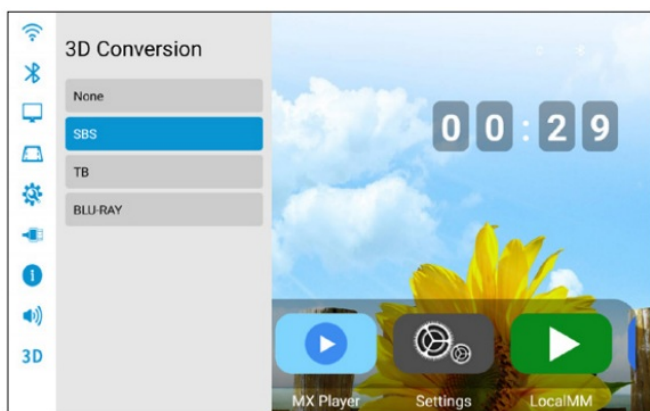 3D Conversion
None
SBS
TB
BLU-RAY
3D
00:29
MX Player
Settings
LocalMM